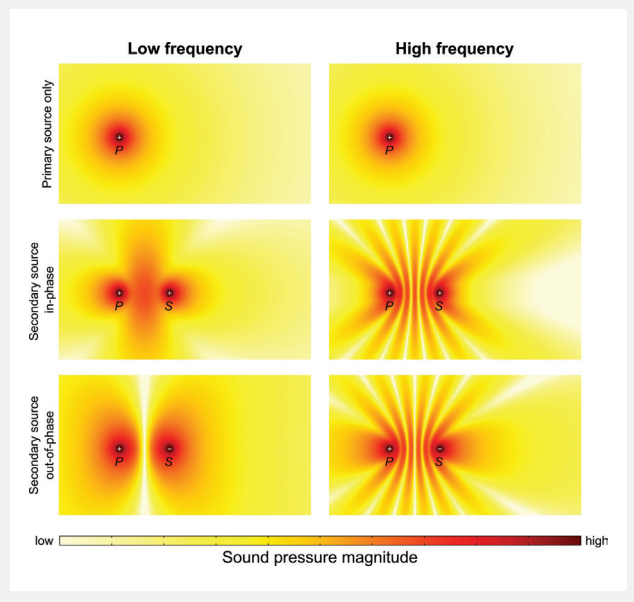 Low frequency
High frequency
Primary source only
P
P
Secondary source
in-phase
P
S
P
S
Secondary source
out-of-phase
P
S
P
S
low
high
Sound pressure magnitude